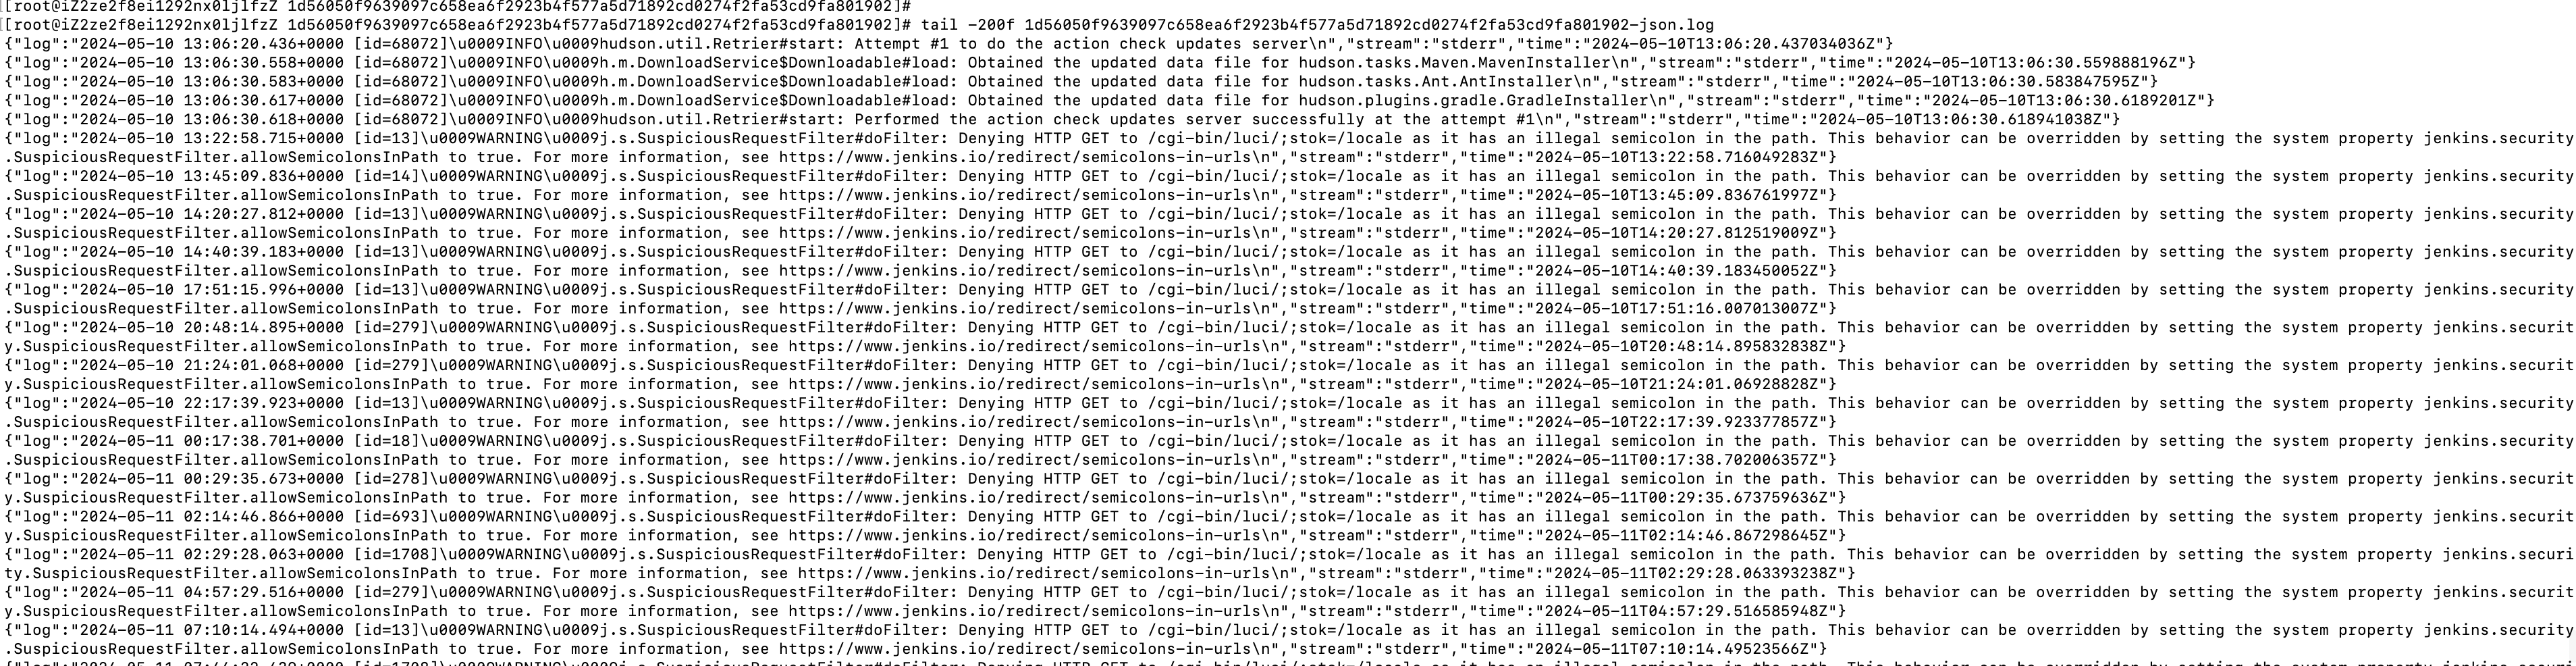 [[root@iZ2ze2f8ei1292nx0ljlfzZ 1d56050f9639097c658ea6f2923b4f577a5d71892cd0274f2fa53cd9fa801902]#
[[root@iZ2ze2f8ei1292nx0ljlfzZ 1d56050f9639097c658ea6f2923b4f577a5d71892cd0274f2fa53cd9fa801902]# tail -200f 1d56050f9639097c658ea6f2923b4f577a5d71892cd0274f2fa53cd9fa801902-json.log
{"log":"2024-05-10 13:06:20.436+0000 [id=68072]\u0009INFO\u0009hudson.util.Retrier#start: Attempt #1 to do the action check updates server\n","stream":"stderr","time":"2024-05-10T13:06:20.437034036Z"}
{"log":"2024-05-10 13:06:30.558+0000 [id=68072]\u0009INFO\u0009h.m.DownloadService$Downloadable#load: Obtained the updated data file for hudson.tasks.Maven.MavenInstaller\n","stream":"stderr","time":"2024-05-10T13:06:30.559888196Z"}
{"log":"2024-05-10 13:06:30.583+0000 [id=68072]\u0009INFO\u0009h.m.DownloadService$Downloadable#load: Obtained the updated data file for hudson.tasks.Ant.AntInstaller\n","stream":"stderr","time":"2024-05-10T13:06:30.583847595Z"}
{"log":"2024-05-10 13:06:30.617+0000 [id=68072]\u0009INFO\u0009h.m.DownloadService$Downloadable#load: Obtained the updated data file for hudson.plugins.gradle.GradleInstaller\n","stream":"stderr","time":"2024-05-10T13:06:30.6189201Z"}
{"log":"2024-05-10 13:06:30.618+0000 [id=68072]\u0009INFO\u0009hudson.util.Retrier#start: Performed the action check updates server successfully at the attempt #1\n","stream":"stderr","time":"2024-05-10T13:06:30.618941038Z"}
{"log":"2024-05-10 13:22:58.715+0000 [id=13]\u0009WARNING\u0009j.s.SuspiciousRequestFilter#doFilter: Denying HTTP GET to /cgi-bin/luci/;stok=/locale as it has an illegal semicolon in the path. This behavior can be overridden by setting the system property jenkins.security
.SuspiciousRequestFilter.allowSemicolonsInPath to true. For more information, see https://www.jenkins.io/redirect/semicolons-in-urls\n","stream":"stderr","time":"2024-05-10T13:22:58.716049283Z"}
{"log":"2024-05-10 13:45:09.836+0000 [id=14]\u0009WARNING\u0009j.s.SuspiciousRequestFilter#doFilter: Denying HTTP GET to /cgi-bin/luci/;stok=/locale as it has an illegal semicolon in the path. This behavior can be overridden by setting the system property jenkins.security
.SuspiciousRequestFilter.allowSemicolonsInPath to true. For more information, see https://www.jenkins.io/redirect/semicolons-in-urls\n","stream":"stderr","time":"2024-05-10T13:45:09.836761997Z"}
{"log":"2024-05-10 14:20:27.812+0000 [id=13]\u0009WARNING\u0009j.s.SuspiciousRequestFilter#doFilter: Denying HTTP GET to /cgi-bin/luci/;stok=/locale as it has an illegal semicolon in the path. This behavior can be overridden by setting the system property jenkins.security
.SuspiciousRequestFilter.allowSemicolonsInPath to true. For more information, see https://www.jenkins.io/redirect/semicolons-in-urls\n","stream":"stderr","time":"2024-05-10T14:20:27.812519009Z"}
{"log":"2024-05-10 14:40:39.183+0000 [id=13]\u0009WARNING\u0009j.s.SuspiciousRequestFilter#doFilter: Denying HTTP GET to /cgi-bin/luci/;stok=/locale as it has an illegal semicolon in the path. This behavior can be overridden by setting the system property jenkins.security
.SuspiciousRequestFilter.allowSemicolonsInPath to true. For more information, see https://www.jenkins.io/redirect/semicolons-in-urls\n","stream":"stderr","time":"2024-05-10T14:40:39.183450052Z"}
{"log":"2024-05-10 17:51:15.996+0000 [id=13]\u0009WARNING\u0009j.s.SuspiciousRequestFilter#doFilter: Denying HTTP GET to /cgi-bin/luci/;stok=/locale as it has an illegal semicolon in the path. This behavior can be overridden by setting the system property jenkins.security
.SuspiciousRequestFilter.allowSemicolonsInPath to true. For more information, see https://www.jenkins.io/redirect/semicolons-in-urls\n","stream":"stderr","time":"2024-05-10T17:51:16.007013007Z"}
{"log":"2024-05-10 20:48:14.895+0000 [id=279]\u0009WARNING\u0009j.s.SuspiciousRequestFilter#doFilter: Denying HTTP GET to /cgi-bin/luci/;stok=/locale as it has an illegal semicolon in the path. This behavior can be overridden by setting the system property jenkins.securit
y.SuspiciousRequestFilter.allowSemicolonsInPath to true. For more information, see https://www.jenkins.io/redirect/semicolons-in-urls\n","stream":"stderr","time":"2024-05-10T20:48:14.895832838Z"}
{"log":"2024-05-10 21:24:01.068+0000 [id=279]\u0009WARNING\u0009j.s.SuspiciousRequestFilter#doFilter: Denying HTTP GET to /cgi-bin/luci/;stok=/locale as it has an illegal semicolon in the path. This behavior can be overridden by setting the system property jenkins.securit
y.SuspiciousRequestFilter.allowSemicolonsInPath to true. For more information, see https://www.jenkins.io/redirect/semicolons-in-urls\n","stream":"stderr","time":"2024-05-10T21:24:01.06928828Z"}
{"log":"2024-05-10 22:17:39.923+0000 [id=13]\u0009WARNING\u0009j.s.SuspiciousRequestFilter#doFilter: Denying HTTP GET to /cgi-bin/luci/;stok=/locale as it has an illegal semicolon in the path. This behavior can be overridden by setting the system property jenkins.security
.SuspiciousRequestFilter.allowSemicolonsInPath to true. For more information, see https://www.jenkins.io/redirect/semicolons-in-urls\n","stream":"stderr","time":"2024-05-10T22:17:39.923377857Z"}
{"log":"2024-05-11 00:17:38.701+0000 [id=18]\u0009WARNING\u0009j.s.SuspiciousRequestFilter#doFilter: Denying HTTP GET to /cgi-bin/luci/;stok=/locale as it has an illegal semicolon in the path. This behavior can be overridden by setting the system property jenkins.security
.SuspiciousRequestFilter.allowSemicolonsInPath to true. For more information, see https://www.jenkins.io/redirect/semicolons-in-urls\n","stream":"stderr","time":"2024-05-11T00:17:38.702006357Z"}
{"log":"2024-05-11 00:29:35.673+0000 [id=278]\u0009WARNING\u0009j.s.SuspiciousRequestFilter#doFilter: Denying HTTP GET to /cgi-bin/luci/;stok=/locale as it has an illegal semicolon in the path. This behavior can be overridden by setting the system property jenkins.securit
y.SuspiciousRequestFilter.allowSemicolonsInPath to true. For more information, see https://www.jenkins.io/redirect/semicolons-in-urls\n","stream":"stderr","time":"2024-05-11T00:29:35.673759636Z"}
{"log":"2024-05-11 02:14:46.866+0000 [id=693]\u0009WARNING\u0009j.s.SuspiciousRequestFilter#doFilter: Denying HTTP GET to /cgi-bin/luci/;stok=/locale as it has an illegal semicolon in the path. This behavior can be overridden by setting the system property jenkins.securit
y.SuspiciousRequestFilter.allowSemicolonsInPath to true. For more information, see https://www.jenkins.io/redirect/semicolons-in-urls\n","stream":"stderr","time":"2024-05-11T02:14:46.867298645Z"}
{"log":"2024-05-11 02:29:28.063+0000 [id=1708]\u0009WARNING\u0009j.s.SuspiciousRequestFilter#doFilter: Denying HTTP GET to /cgi-bin/luci/;stok=/locale as it has an illegal semicolon in the path. This behavior can be overridden by setting the system property jenkins.securi
ty.SuspiciousRequestFilter.allowSemicolonsInPath to true. For more information, see https://www.jenkins.io/redirect/semicolons-in-urls\n","stream":"stderr","time":"2024-05-11T02:29:28.063393238Z"}
{"log":"2024-05-11 04:57:29.516+0000 [id=279]\u0009WARNING\u0009j.s.SuspiciousRequestFilter#doFilter: Denying HTTP GET to /cgi-bin/luci/;stok=/locale as it has an illegal semicolon in the path. This behavior can be overridden by setting the system property jenkins.securit
y.SuspiciousRequestFilter.allowSemicolonsInPath to true. For more information, see https://www.jenkins.io/redirect/semicolons-in-urls\n","stream":"stderr","time":"2024-05-11T04:57:29.516585948Z"}
{"log":"2024-05-11 07:10:14.494+0000 [id=13]\u0009WARNING\u0009j.s.SuspiciousRequestFilter#doFilter: Denying HTTP GET to /cgi-bin/luci/;stok=/locale as it has an illegal semicolon in the path. This behavior can be overridden by setting the system property jenkins.security
.SuspiciousRequestFilter.allowSemicolonsInPath to true. For more information, see https://www.jenkins.io/redirect/semicolons-in-urls\n","stream":"stderr","time":"2024-05-11T07:10:14.49523566Z"}